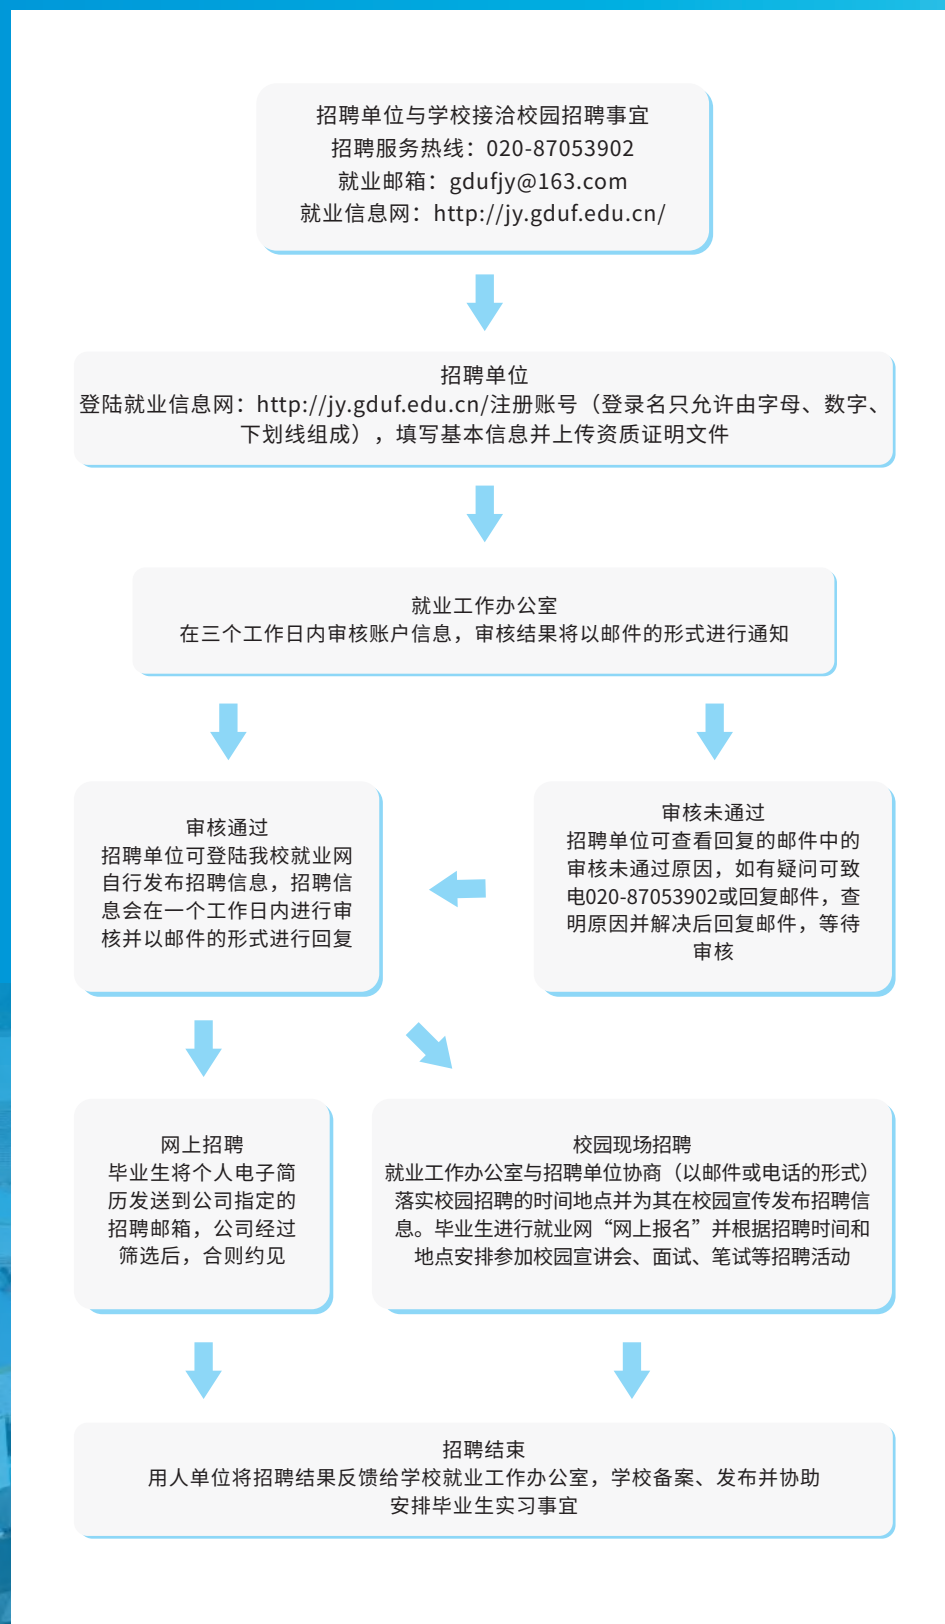 招聘单位与学校接洽校园招聘事宜
招聘服务热线：020-87053902
就业邮箱：gdufjy@163.com
就业信息网：http://jy.gduf.edu.cn/
招聘单位
登陆就业信息网：http://jy.gduf.edu.cn/注册账号（登录名只允许由字母、数字、
下划线组成），填写基本信息并上传资质证明文件
就业工作办公室
在三个工作日内审核账户信息，审核结果将以邮件的形式进行通知
审核通过
招聘单位可登陆我校就业网
自行发布招聘信息，招聘信
息会在一个工作日内进行审
核并以邮件的形式进行回复
审核未通过
招聘单位可查看回复的邮件中的
审核未通过原因，如有疑问可致
电020-87053902或回复邮件，查
明原因并解决后回复邮件，等待
审核
网上招聘
毕业生将个人电子简
历发送到公司指定的
招聘邮箱，公司经过
筛选后，合则约见
校园现场招聘
就业工作办公室与招聘单位协商（以邮件或电话的形式）
落实校园招聘的时间地点并为其在校园宣传发布招聘信
息。毕业生进行就业网“网上报名”并根据招聘时间和
地点安排参加校园宣讲会、面试、笔试等招聘活动
招聘结束
用人单位将招聘结果反馈给学校就业工作办公室，学校备案、发布并协助
安排毕业生实习事宜